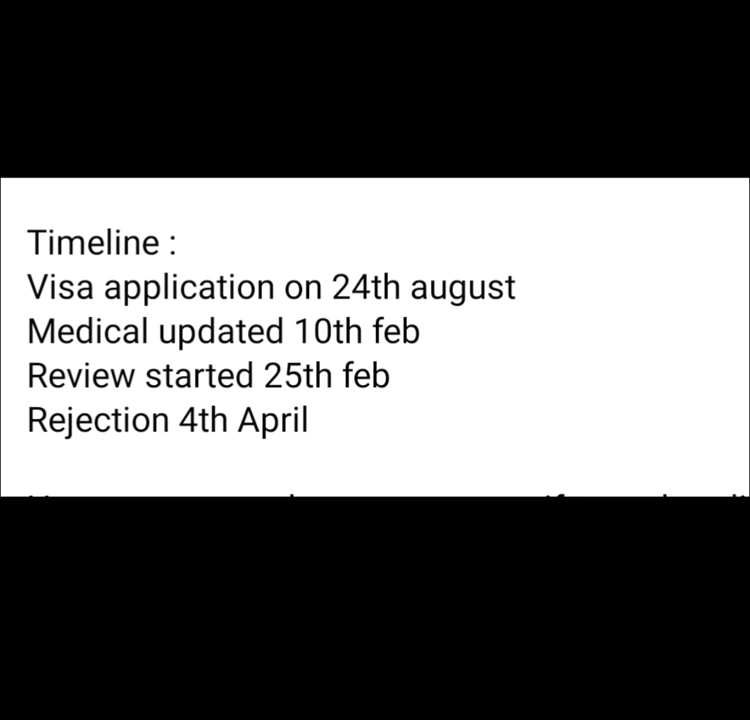 Timeline :
Visa application on 24th august
Medical updated 10th feb
Review started 25th feb
Rejection 4th April